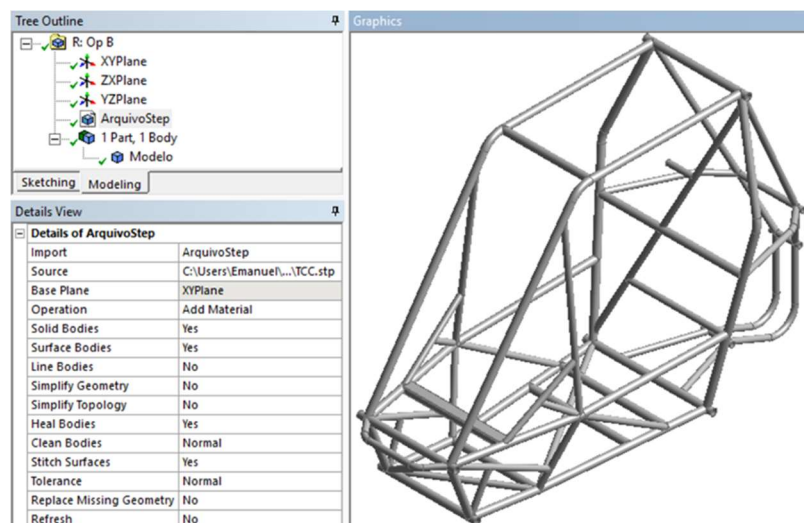 Tree Outline
R: Op B
XYPlane
ZXPlane
YZPlane
ArquivoStep
1 Part, 1 Body
Modelo
Sketching Modeling
Details View
Details of ArquivoStep
Import ArquivoStep
Source C:\Users\Emanuel\...\TCC.stp
Base Plane XYPlane
Operation Add Material
Solid Bodies Yes
Surface Bodies Yes
Line Bodies No
Simplify Geometry No
Simplify Topology No
Heal Bodies Yes
Clean Bodies Normal
Stitch Surfaces Yes
Tolerance Normal
Replace Missing Geometry No
Refresh No
Graphics